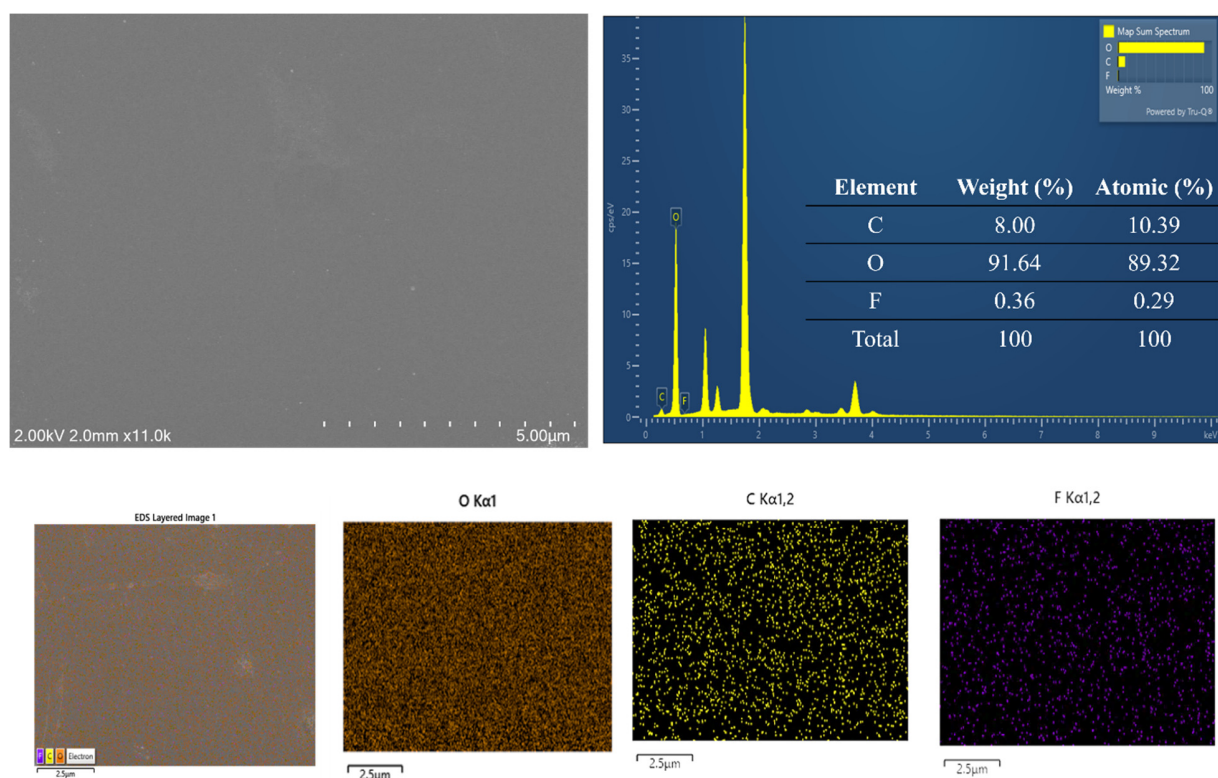 2.00kV 2.0mm x11.0k 5.00µm
Map Sum Spectrum
O
C
F
Weight % 100
Powered by Tru-Q®
cps/eV
35
30
25
20
15
10
5
0
O
C
F
0 1 2 3 4 5 6 7 8 9 keV
Element Weight (%) Atomic (%)
C 8.00 10.39
O 91.64 89.32
F 0.36 0.29
Total 100 100
EDS Layered Image 1
F C O Electron
2.5µm
O Kα1
2.5µm
C Kα1,2
2.5µm
F Kα1,2
2.5µm